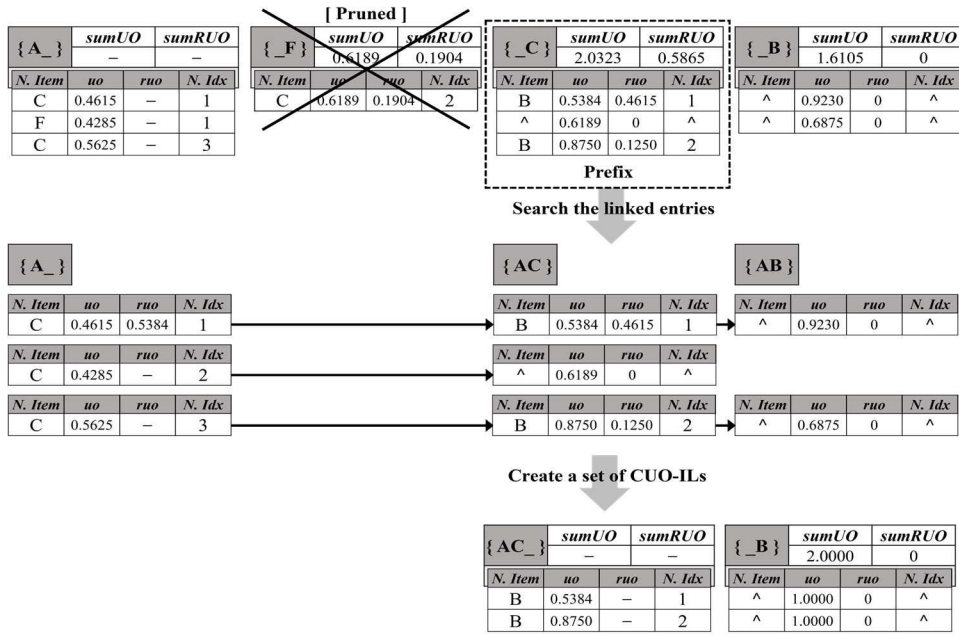 [ Pruned ]
{ A_ } sumUO sumRUO { _F } sumUO sumRUO { _C } sumUO sumRUO { _B } sumUO sumRUO
– – 0.6189 0.1904 2.0323 0.5865 1.6105 0
N. Item uo ruo N. Idx N. Item uo ruo N. Idx N. Item uo ruo N. Idx N. Item uo ruo N. Idx
C 0.4615 – 1 C 0.6189 0.1904 2 B 0.5384 0.4615 1 ^ 0.9230 0 ^
F 0.4285 – 1 ^ 0.6189 0 ^ ^ 0.6875 0 ^
C 0.5625 – 3 B 0.8750 0.1250 2
Prefix
Search the linked entries
{ A_ } { AC } { AB }
N. Item uo ruo N. Idx N. Item uo ruo N. Idx N. Item uo ruo N. Idx
C 0.4615 0.5384 1 B 0.5384 0.4615 1 ^ 0.9230 0 ^
N. Item uo ruo N. Idx N. Item uo ruo N. Idx
C 0.4285 – 2 ^ 0.6189 0 ^
N. Item uo ruo N. Idx N. Item uo ruo N. Idx N. Item uo ruo N. Idx
C 0.5625 – 3 B 0.8750 0.1250 2 ^ 0.6875 0 ^
Create a set of CUO-ILs
{ AC_ } sumUO sumRUO { _B } sumUO sumRUO
– – 2.0000 0
N. Item uo ruo N. Idx N. Item uo ruo N. Idx
B 0.5384 – 1 ^ 1.0000 0 ^
B 0.8750 – 2 ^ 1.0000 0 ^